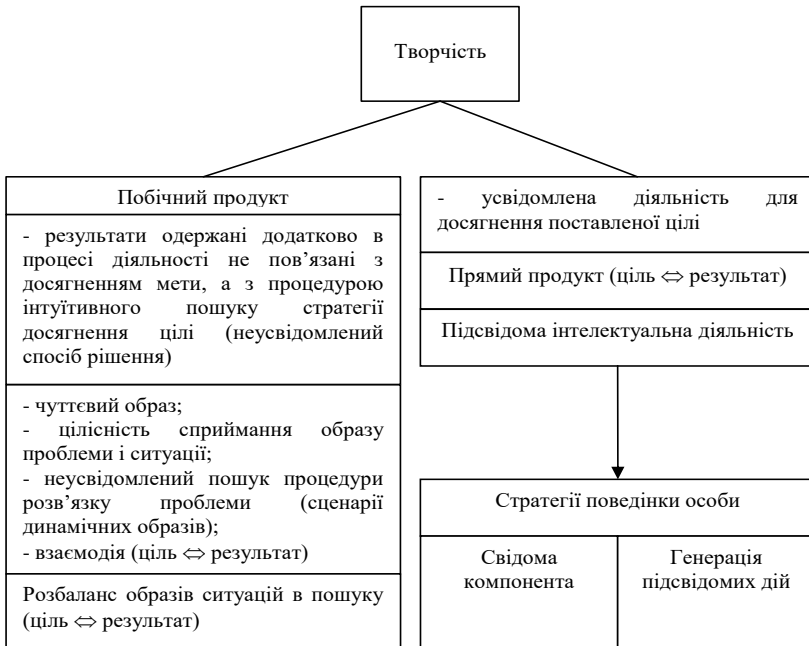 Творчість
Побічний продукт
- результати одержані додатково в
процесі діяльності не пов’язані з
досягненням мети, а з процедурою
інтуїтивного пошуку стратегії
досягнення цілі (неусвідомлений
спосіб рішення)
- чуттєвий образ;
- цілісність сприймання образу
проблеми і ситуації;
- неусвідомлений пошук процедури
розв’язку проблеми (сценарії
динамічних образів);
- взаємодія (ціль ⇔ результат)
Розбаланс образів ситуацій в пошуку
(ціль ⇔ результат)
- усвідомлена діяльність для
досягнення поставленої цілі
Прямий продукт (ціль ⇔ результат)
Підсвідома інтелектуальна діяльність
Стратегії поведінки особи
Свідома
компонента
Генерація
підсвідомих дій